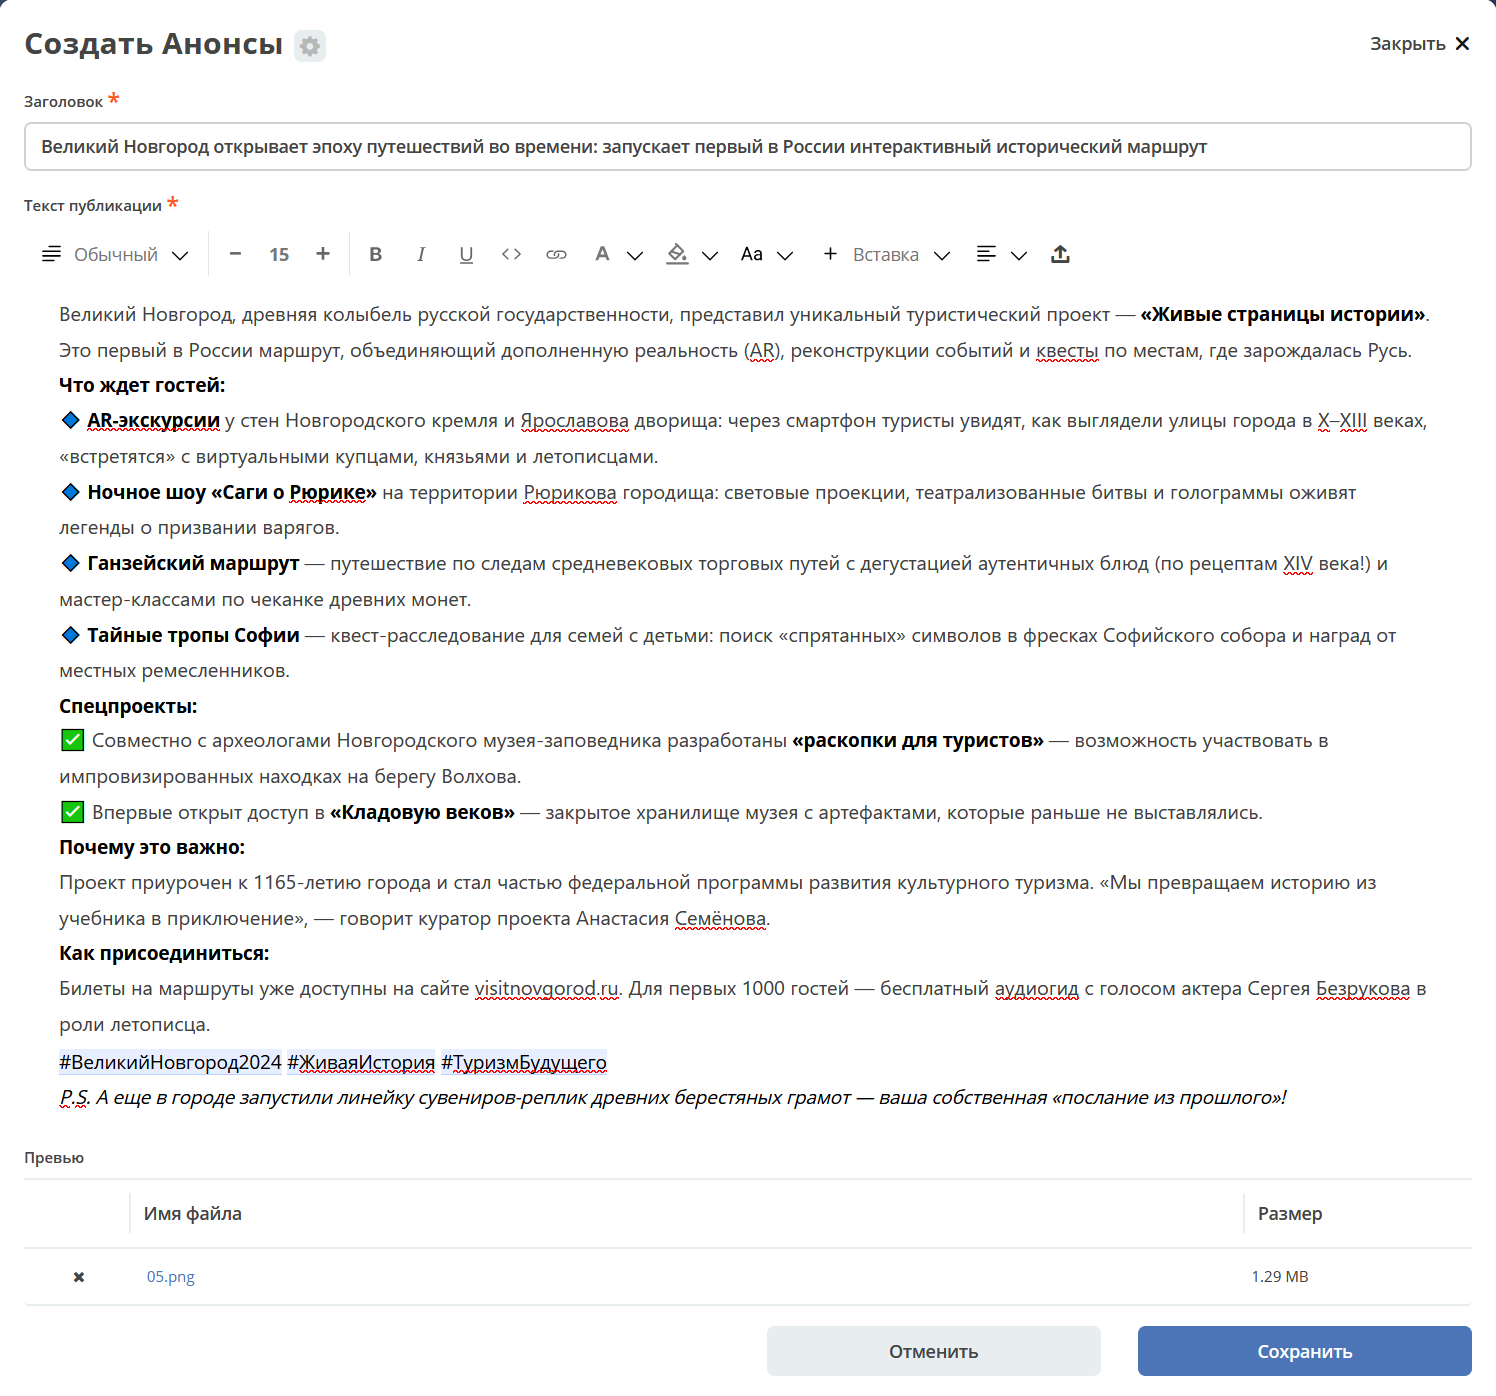 Создать Анонсы
Закрыть ✕
Заголовок *
Великий Новгород открывает эпоху путешествий во времени: запускает первый в России интерактивный исторический маршрут
Текст публикации *
Обычный − 15 + B I U <> A Aa + Вставка
Великий Новгород, древняя колыбель русской государственности, представил уникальный туристический проект — «Живые страницы истории».
Это первый в России маршрут, объединяющий дополненную реальность (AR), реконструкции событий и квесты по местам, где зарождалась Русь.
Что ждет гостей:
🔹 AR-экскурсии у стен Новгородского кремля и Ярославова дворища: через смартфон туристы увидят, как выглядели улицы города в X–XIII веках,
«встретятся» с виртуальными купцами, князьями и летописцами.
🔹 Ночное шоу «Саги о Рюрике» на территории Рюрикова городища: световые проекции, театрализованные битвы и голограммы оживят
легенды о призвании варягов.
🔹 Ганзейский маршрут — путешествие по следам средневековых торговых путей с дегустацией аутентичных блюд (по рецептам XIV века!) и
мастер-классами по чеканке древних монет.
🔹 Тайные тропы Софии — квест-расследование для семей с детьми: поиск «спрятанных» символов в фресках Софийского собора и наград от
местных ремесленников.
Спецпроекты:
✅ Совместно с археологами Новгородского музея-заповедника разработаны «раскопки для туристов» — возможность участвовать в
импровизированных находках на берегу Волхова.
✅ Впервые открыт доступ в «Кладовую веков» — закрытое хранилище музея с артефактами, которые раньше не выставлялись.
Почему это важно:
Проект приурочен к 1165-летию города и стал частью федеральной программы развития культурного туризма. «Мы превращаем историю из
учебника в приключение», — говорит куратор проекта Анастасия Семёнова.
Как присоединиться:
Билеты на маршруты уже доступны на сайте visitnovgorod.ru. Для первых 1000 гостей — бесплатный аудиогид с голосом актера Сергея Безрукова в
роли летописца.
#ВеликийНовгород2024 #ЖиваяИстория #ТуризмБудущего
P.S. А еще в городе запустили линейку сувениров-реплик древних берестяных грамот — ваша собственная «послание из прошлого»!
Превью
Имя файла Размер
✖ 05.png 1.29 MB
Отменить Сохранить